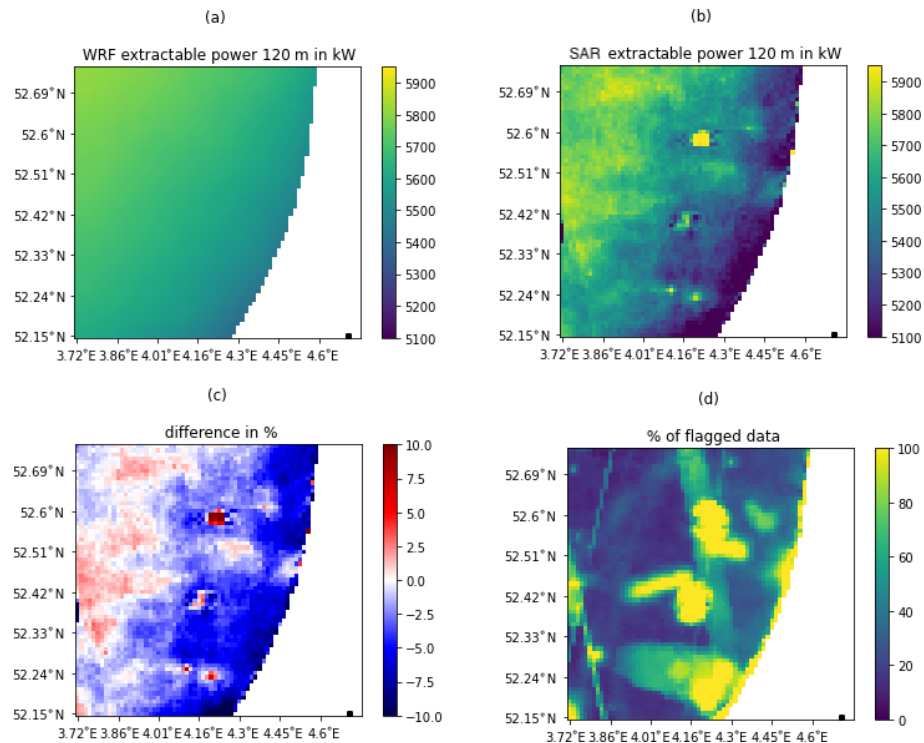 (a)
WRF extractable power 120 m in kW
52.69°N
52.6°N
52.51°N
52.42°N
52.33°N
52.24°N
52.15°N
3.72°E 3.86°E 4.01°E 4.16°E 4.3°E 4.45°E 4.6°E
5900
5800
5700
5600
5500
5400
5300
5200
5100
(b)
SAR extractable power 120 m in kW
52.69°N
52.6°N
52.51°N
52.42°N
52.33°N
52.24°N
52.15°N
3.72°E 3.86°E 4.01°E 4.16°E 4.3°E 4.45°E 4.6°E
5900
5800
5700
5600
5500
5400
5300
5200
5100
(c)
difference in %
52.69°N
52.6°N
52.51°N
52.42°N
52.33°N
52.24°N
52.15°N
3.72°E 3.86°E 4.01°E 4.16°E 4.3°E 4.45°E 4.6°E
10.0
7.5
5.0
2.5
0.0
−2.5
−5.0
−7.5
−10.0
(d)
% of flagged data
52.69°N
52.6°N
52.51°N
52.42°N
52.33°N
52.24°N
52.15°N
3.72°E 3.86°E 4.01°E 4.16°E 4.3°E 4.45°E 4.6°E
100
80
60
40
20
0